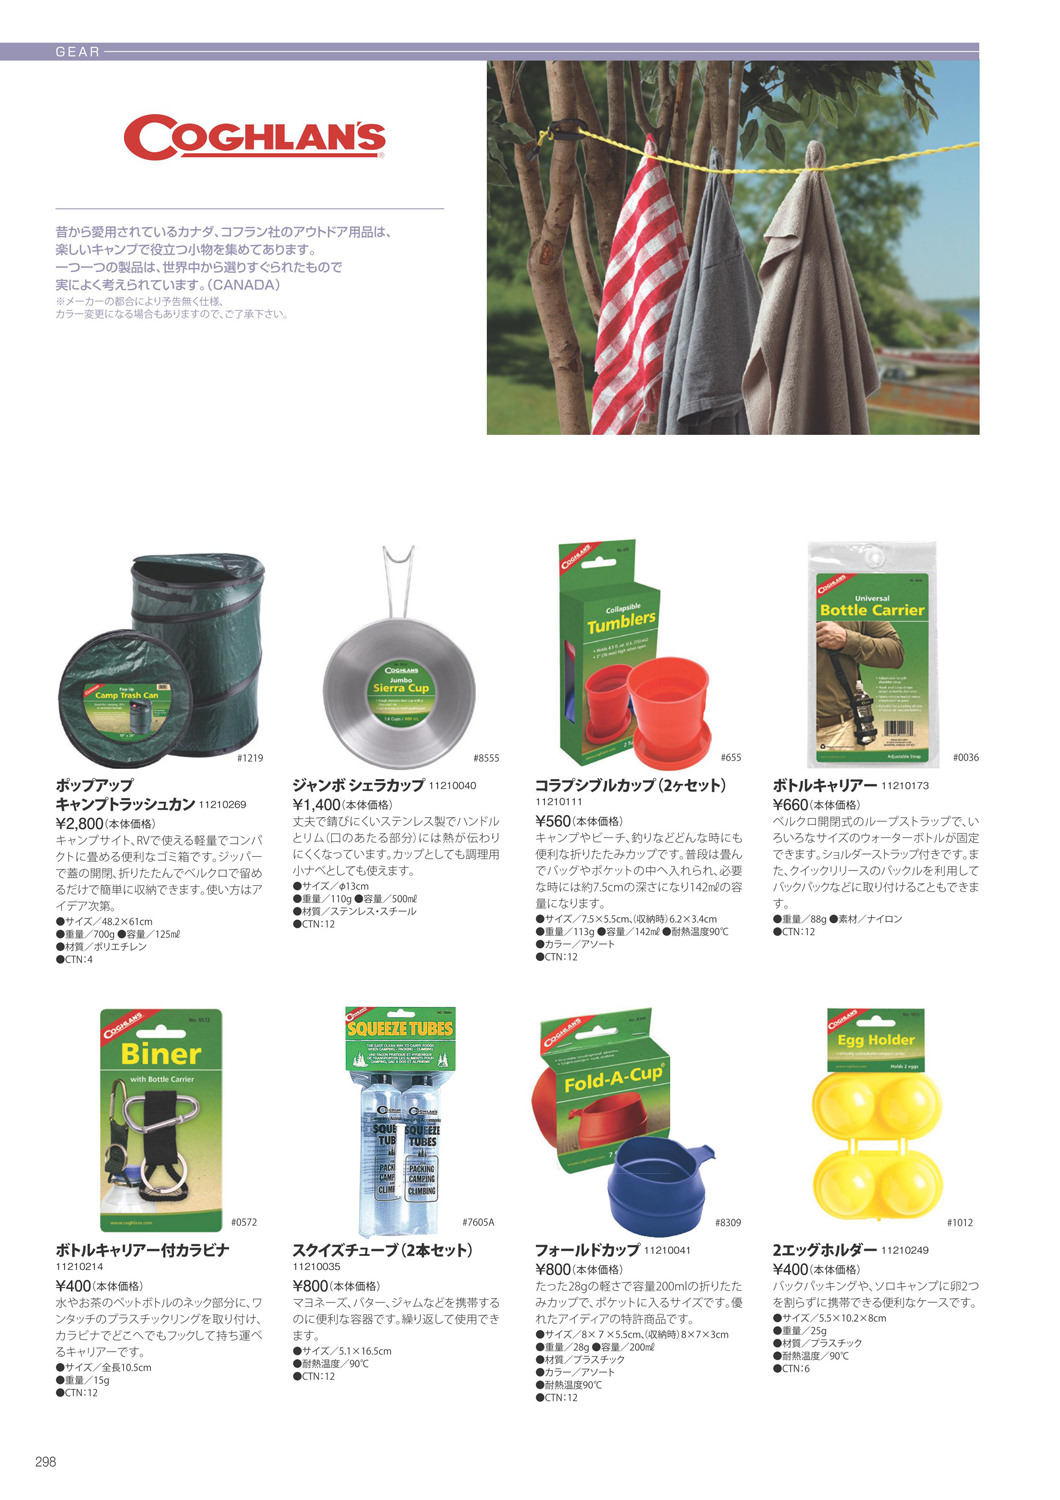 GEAR
COGHLAN'S
昔から愛用されているカナダ、コフラン社のアウトドア用品は、
楽しいキャンプで役立つ小物を集めてあります。
一つ一つの製品は、世界中から選りすぐられたもので
実によく考えられています。（CANADA）
※メーカーの都合により予告無く仕様、
カラー変更になる場合もありますので、ご了承下さい。
COGHLAN'S
Pop Up
Camp Trash Can
#1219
ポップアップ
キャンプトラッシュカン 11210269
¥2,800（本体価格）
キャンプサイト、RVで使える軽量でコンパ
クトに畳める便利なゴミ箱です。ジッパー
で蓋の開閉、折りたたんでベルクロで留め
るだけで簡単に収納できます。使い方はア
イデア次第。
●サイズ／48.2×61cm
●重量／700g ●容量／125㎖
●材質／ポリエチレン
●CTN：4
COGHLAN'S
Jumbo
Sierra Cup
#8555
ジャンボ シェラカップ 11210040
¥1,400（本体価格）
丈夫で錆びにくいステンレス製でハンドル
とリム（口のあたる部分）には熱が伝わり
にくくなっています。カップとしても調理用
小ナベとしても使えます。
●サイズ／φ13cm
●重量／110g ●容量／500㎖
●材質／ステンレス・スチール
●CTN：12
COGHLAN'S
Collapsible
Tumblers
#655
コラプシブルカップ（2ヶセット）
11210111
¥560（本体価格）
キャンプやビーチ、釣りなどどんな時にも
便利な折りたたみカップです。普段は畳ん
でバッグやポケットの中へ入れられ、必要
な時には約7.5cmの深さになり142㎖の容
量になります。
●サイズ／7.5×5.5cm、（収納時）6.2×3.4cm
●重量／113g ●容量／142㎖ ●耐熱温度90℃
●カラー／アソート
●CTN：12
COGHLAN'S
Universal
Bottle Carrier
Adjustable Strap
#0036
ボトルキャリアー 11210173
¥660（本体価格）
ベルクロ開閉式のループストラップで、い
ろいろなサイズのウォーターボトルが固定
できます。ショルダーストラップ付きです。ま
た、クイックリリースのバックルを利用して
バックパックなどに取り付けることもできま
す。
●重量／88g ●素材／ナイロン
●CTN：12
COGHLAN'S
No. 0572
Biner
with Bottle Carrier
www.coghlans.com
#0572
ボトルキャリアー付カラビナ
11210214
¥400（本体価格）
水やお茶のペットボトルのネック部分に、ワ
ンタッチのプラスチックリングを取り付け、
カラビナでどこへでもフックして持ち運べ
るキャリアーです。
●サイズ／全長10.5cm
●重量／15g
●CTN：12
COGHLAN'S
SQUEEZE TUBES
THE EASY CLEAN WAY TO CARRY FOODS
WHEN CAMPING - PACKING - CLIMBING
COGHLAN'S
SQUEEZE
TUBES
PACKING
CAMPING
CLIMBING
#7605A
スクイズチューブ（2本セット）
11210035
¥800（本体価格）
マヨネーズ、バター、ジャムなどを携帯する
のに便利な容器です。繰り返して使用でき
ます。
●サイズ／5.1×16.5cm
●耐熱温度／90℃
●CTN：12
COGHLAN'S
Fold-A-Cup®
#8309
フォールドカップ 11210041
¥800（本体価格）
たった28gの軽さで容量200mlの折りたた
みカップで、ポケットに入るサイズです。優
れたアイディアの特許商品です。
●サイズ／8×7×5.5cm、（収納時）8×7×3cm
●重量／28g ●容量／200㎖
●材質／プラスチック
●カラー／アソート
●耐熱温度90℃
●CTN：12
COGHLAN'S
Egg Holder
Holds 2 eggs
#1012
2エッグホルダー 11210249
¥400（本体価格）
バックパッキングや、ソロキャンプに卵2つ
を割らずに携帯できる便利なケースです。
●サイズ／5.5×10.2×8cm
●重量／25g
●材質／プラスチック
●耐熱温度／90℃
●CTN：6
298